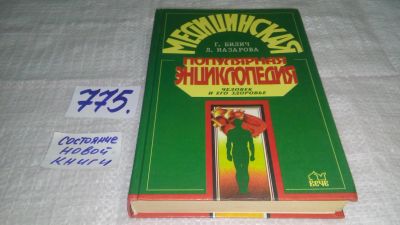 775.
СОСТОЯНИЕ
НОВОЙ
КНИГИ
МЕДИЦИНСКАЯ
Г. БИЛИЧ
Л. НАЗАРОВА
ПОПУЛЯРНАЯ
ЭНЦИКЛОПЕДИЯ
ЧЕЛОВЕК
И ЕГО ЗДОРОВЬЕ
ВЕЧЕ